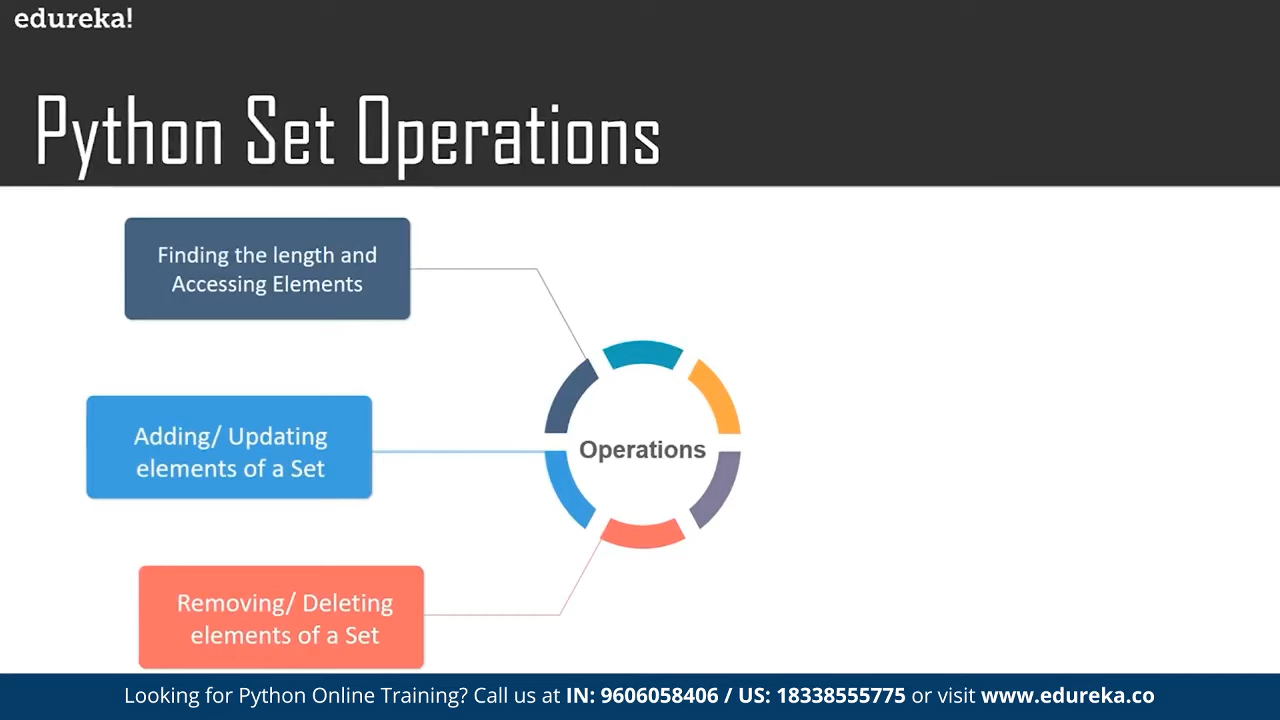 edureka!
Python Set Operations
Finding the length and
Accessing Elements
Adding/ Updating
elements of a Set
Operations
Removing/ Deleting
elements of a Set
Looking for Python Online Training? Call us at IN: 9606058406 / US: 18338555775 or visit www.edureka.co